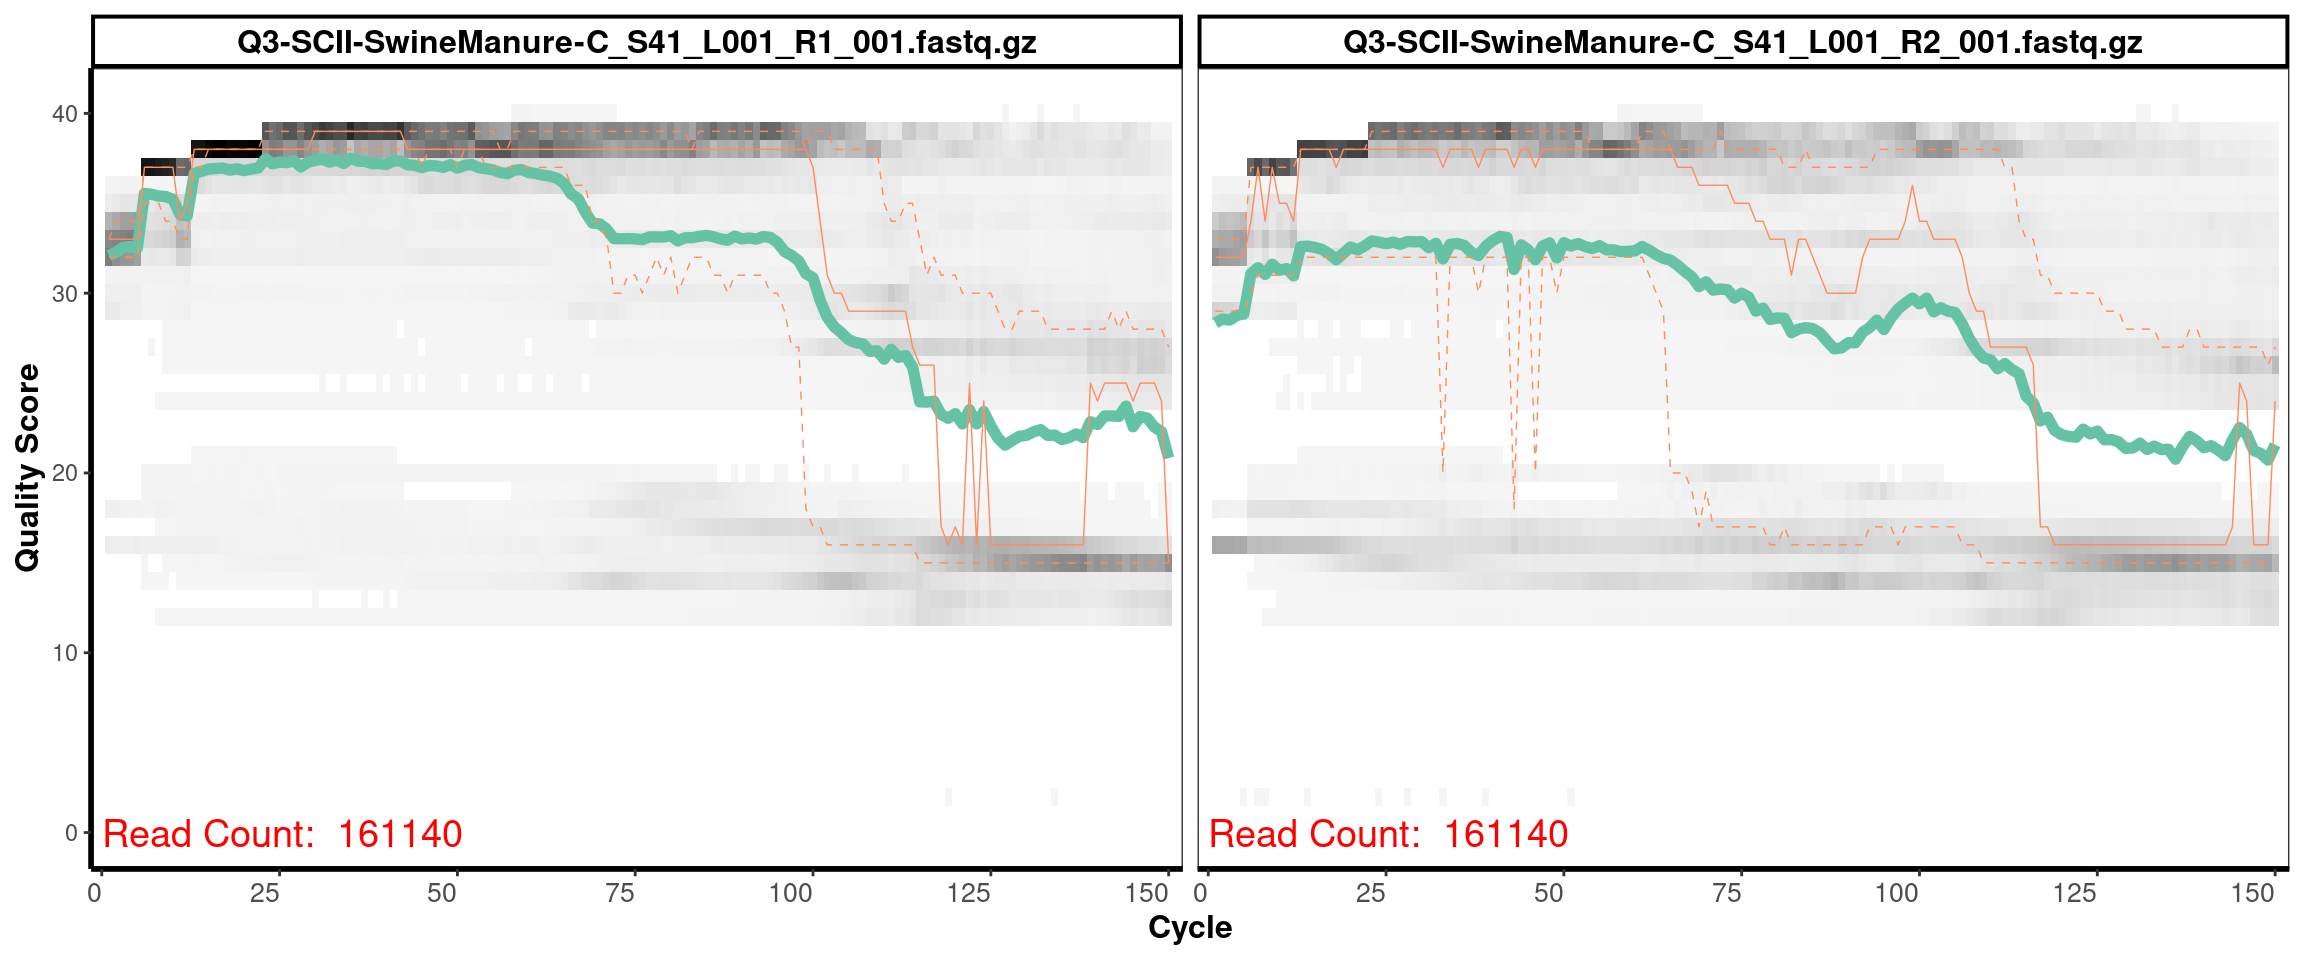 Q3-SCII-SwineManure-C_S41_L001_R1_001.fastq.gz
Q3-SCII-SwineManure-C_S41_L001_R2_001.fastq.gz
Quality Score
40
30
20
10
0
Read Count: 161140
Read Count: 161140
0 25 50 75 100 125 150
0 25 50 75 100 125 150
Cycle